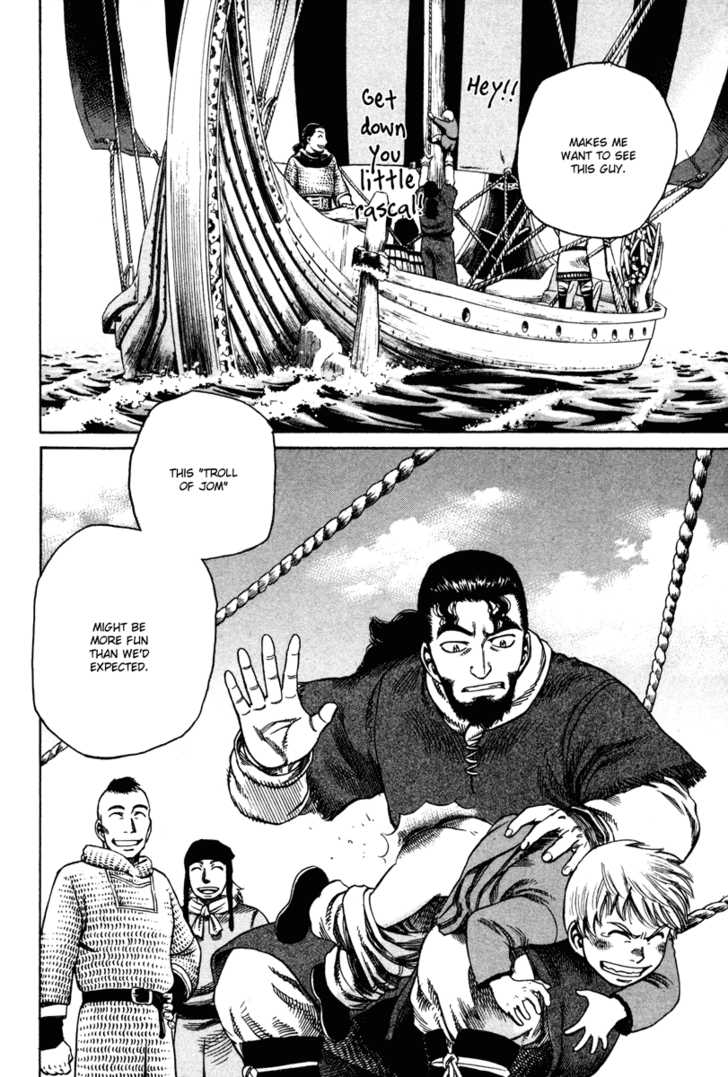 MAKES ME
WANT TO SEE
THIS GUY.
Hey!!
Get
down
you
little
rascal!
THIS "TROLL
OF JOM"
MIGHT BE
MORE FUN
THAN WE'D
EXPECTED.